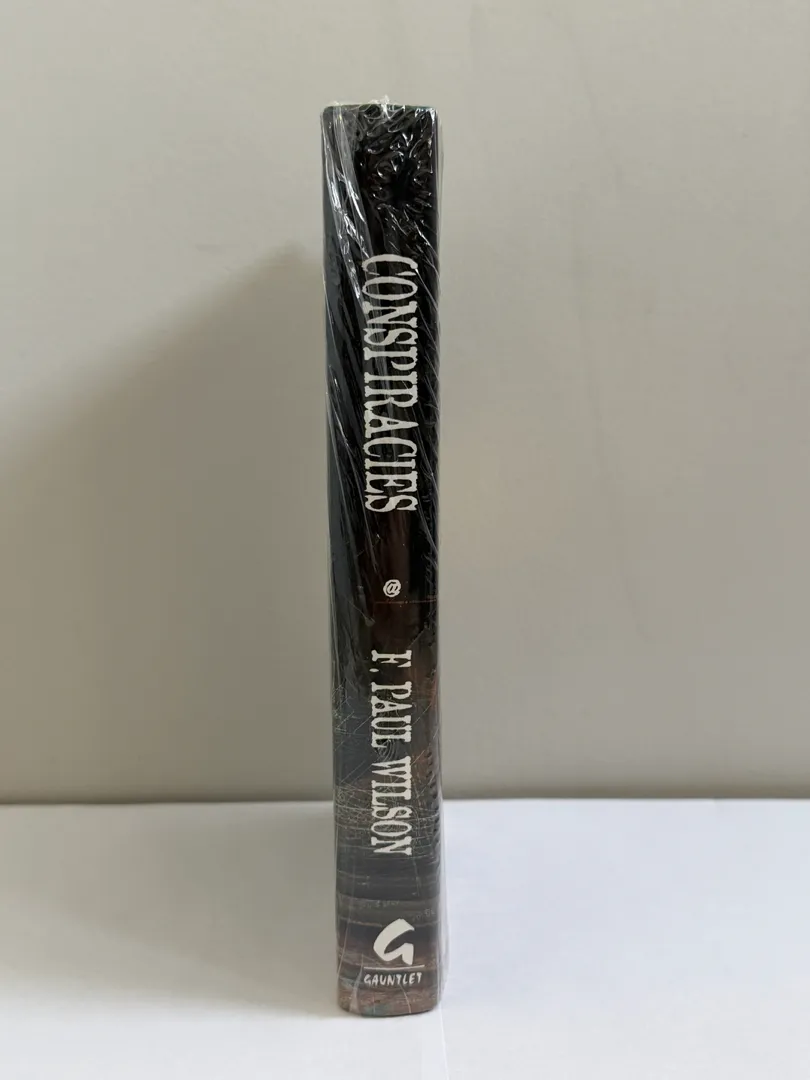 CONSPIRACIES
@
F. PAUL WILSON
G
GAUNTLET